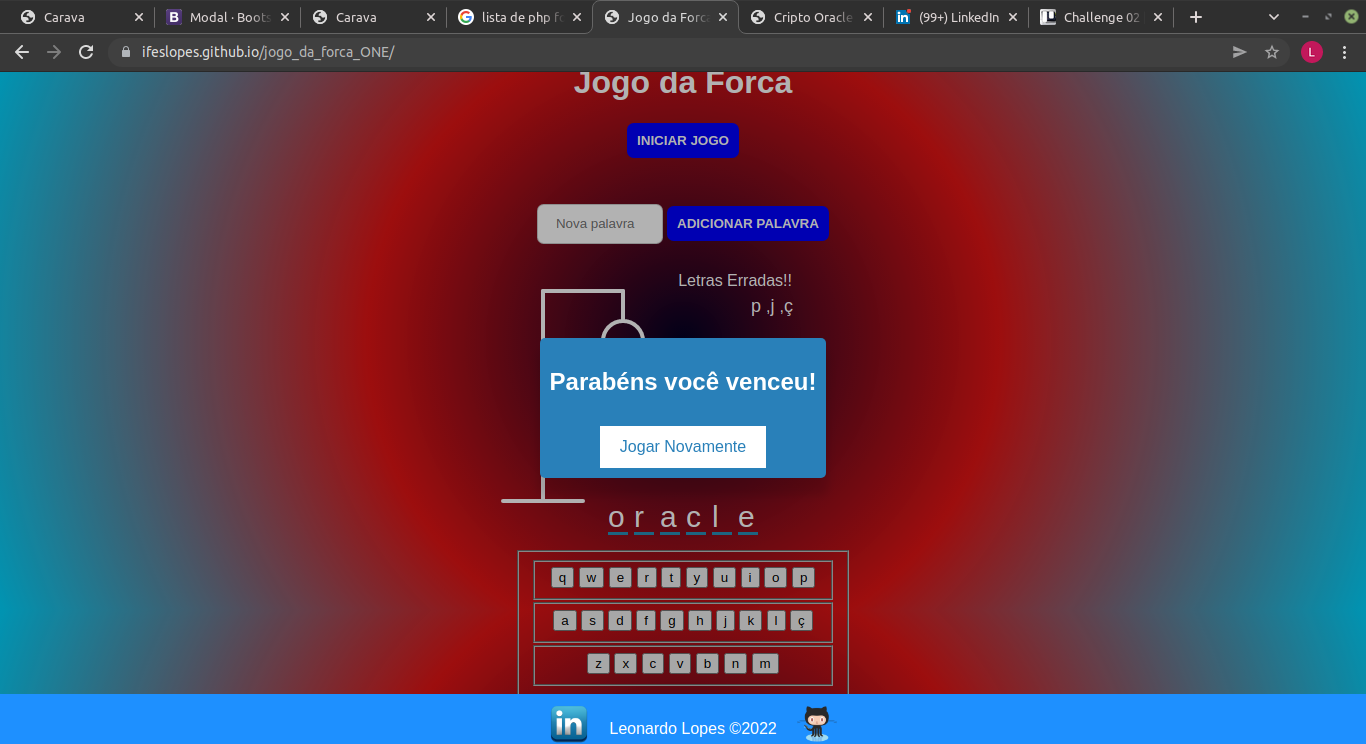 Carava
Modal · Boots
Carava
lista de php fo
Jogo da Forca
Cripto Oracle
(99+) LinkedIn
Challenge 02
L
ifeslopes.github.io/jogo_da_forca_ONE/
Jogo da Forca
INICIAR JOGO
Nova palavra
ADICIONAR PALAVRA
Letras Erradas!!
p ,j ,ç
Parabéns você venceu!
Jogar Novamente
o r a c l e
q w e r t y u i o p
a s d f g h j k l ç
z x c v b n m
in
Leonardo Lopes ©2022